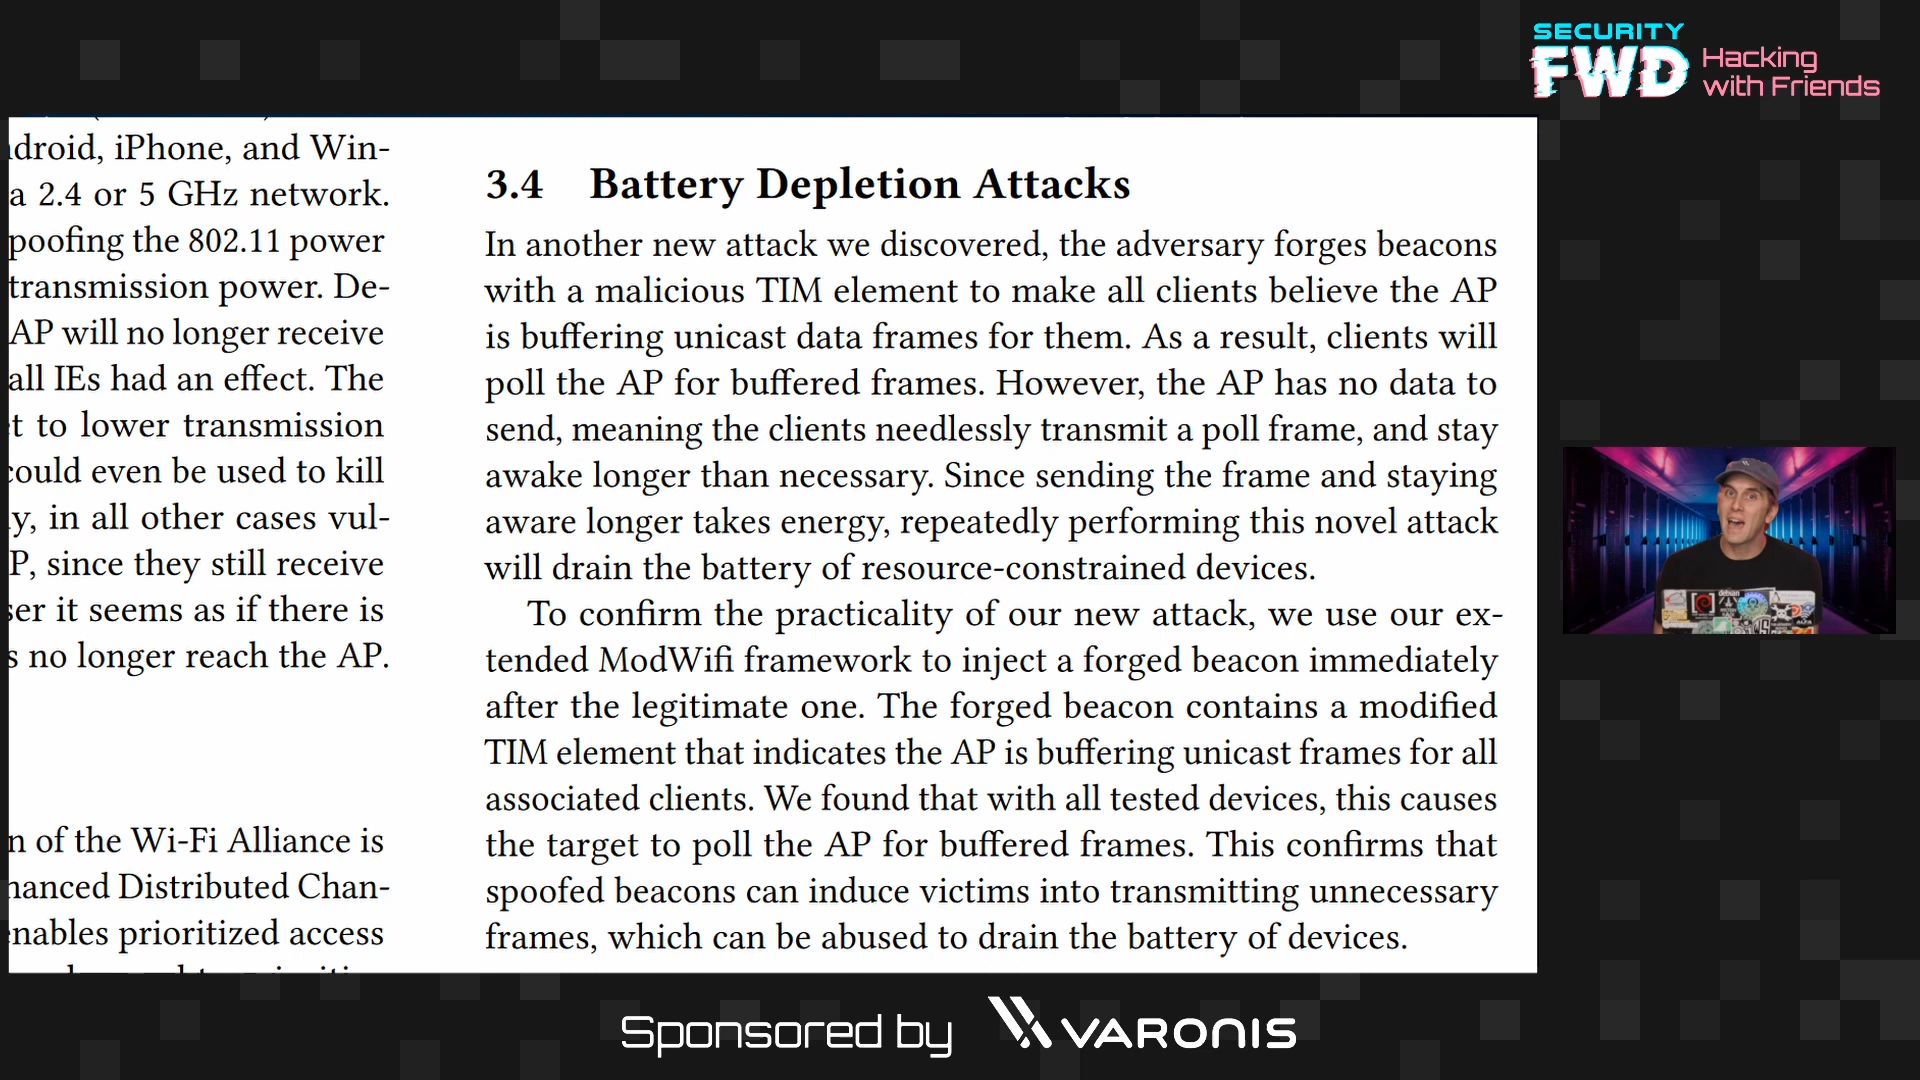 SECURITY
FWD
Hacking
with Friends
droid, iPhone, and Win-
a 2.4 or 5 GHz network.
poofing the 802.11 power
transmission power. De-
AP will no longer receive
all IEs had an effect. The
t to lower transmission
could even be used to kill
y, in all other cases vul-
P, since they still receive
ser it seems as if there is
s no longer reach the AP.
n of the Wi-Fi Alliance is
hanced Distributed Chan-
enables prioritized access
3.4 Battery Depletion Attacks
In another new attack we discovered, the adversary forges beacons
with a malicious TIM element to make all clients believe the AP
is buffering unicast data frames for them. As a result, clients will
poll the AP for buffered frames. However, the AP has no data to
send, meaning the clients needlessly transmit a poll frame, and stay
awake longer than necessary. Since sending the frame and staying
aware longer takes energy, repeatedly performing this novel attack
will drain the battery of resource-constrained devices.
To confirm the practicality of our new attack, we use our ex-
tended ModWifi framework to inject a forged beacon immediately
after the legitimate one. The forged beacon contains a modified
TIM element that indicates the AP is buffering unicast frames for all
associated clients. We found that with all tested devices, this causes
the target to poll the AP for buffered frames. This confirms that
spoofed beacons can induce victims into transmitting unnecessary
frames, which can be abused to drain the battery of devices.
debian
Sponsored by VARONIS